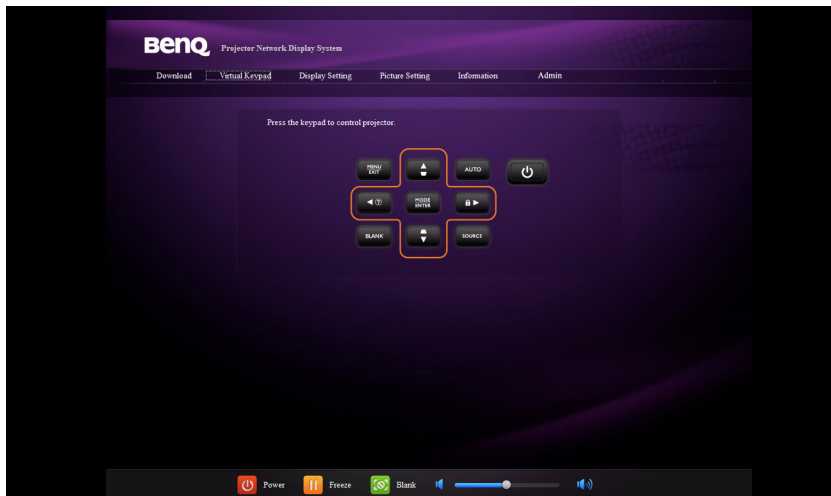 BenQ Projector Network Display System
Download Virtual Keypad Display Setting Picture Setting Information Admin
Press the keypad to control projector.
MENU
EXIT
AUTO
MODE
ENTER
BLANK
SOURCE
Power Freeze Blank